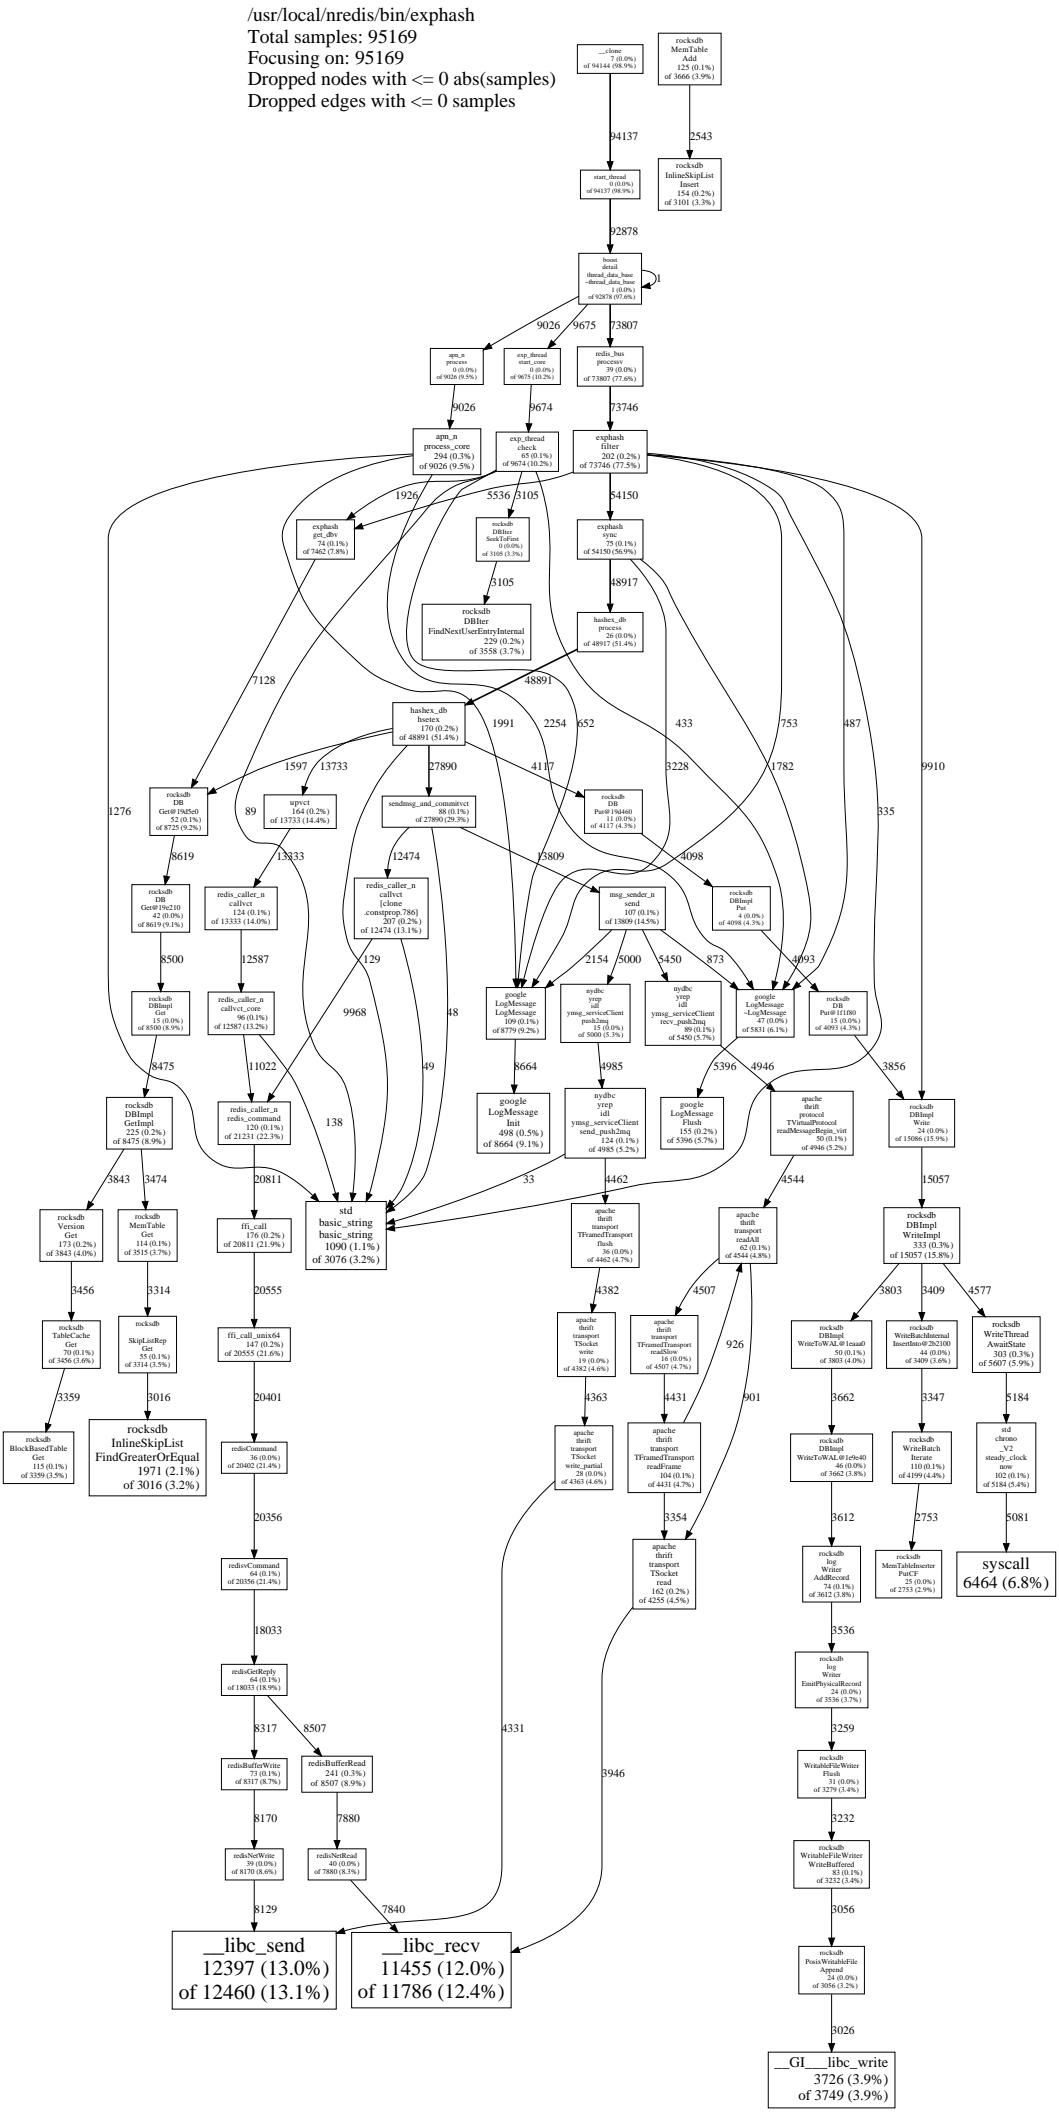 /usr/local/nredis/bin/exphash
Total samples: 95169
Focusing on: 95169
Dropped nodes with <= 0 abs(samples)
Dropped edges with <= 0 samples
__clone
7 (0.0%)
of 94144 (98.9%)
rocksdb
MemTable
Add
125 (0.1%)
of 3666 (3.9%)
94137
2543
start_thread
0 (0.0%)
of 94137 (98.9%)
rocksdb
InlineSkipList
Insert
154 (0.2%)
of 3101 (3.3%)
92878
boost
detail
thread_data_base
~thread_data_base
1 (0.0%)
of 92878 (97.6%)
1
9026
9675
73807
apn_n
process
0 (0.0%)
of 9026 (9.5%)
exp_thread
start_core
0 (0.0%)
of 9675 (10.2%)
redis_bus
processv
39 (0.0%)
of 73807 (77.6%)
9026
9674
73746
apn_n
process_core
294 (0.3%)
of 9026 (9.5%)
exp_thread
check
65 (0.1%)
of 9674 (10.2%)
exphash
filter
202 (0.2%)
of 73746 (77.5%)
1926
5536
3105
54150
exphash
get_dbv
74 (0.1%)
of 7462 (7.8%)
rocksdb
DBIter
SeekToFirst
0 (0.0%)
of 3105 (3.3%)
exphash
sync
75 (0.1%)
of 54150 (56.9%)
3105
48917
rocksdb
DBIter
FindNextUserEntryInternal
229 (0.2%)
of 3558 (3.7%)
hashex_db
process
26 (0.0%)
of 48917 (51.4%)
7128
48891
hashex_db
hsetex
170 (0.2%)
of 48891 (51.4%)
1991
2254
652
433
753
487
1597
13733
27890
4117
3228
1782
9910
rocksdb
DB
Get@19d5e0
52 (0.1%)
of 8725 (9.2%)
upvct
164 (0.2%)
of 13733 (14.4%)
sendmsg_and_commitvct
88 (0.1%)
of 27890 (29.3%)
rocksdb
DB
Put@19d460
11 (0.0%)
of 4117 (4.3%)
1276
89
335
8619
13333
12474
13809
4098
rocksdb
DB
Get@19e210
42 (0.0%)
of 8619 (9.1%)
redis_caller_n
callvct
124 (0.1%)
of 13333 (14.0%)
redis_caller_n
callvct
[clone
.constprop.786]
207 (0.2%)
of 12474 (13.1%)
msg_sender_n
send
107 (0.1%)
of 13809 (14.5%)
rocksdb
DBImpl
Put
4 (0.0%)
of 4098 (4.3%)
8500
12587
129
2154
5000
5450
873
4093
rocksdb
DBImpl
Get
15 (0.0%)
of 8500 (8.9%)
redis_caller_n
callvct_core
96 (0.1%)
of 12587 (13.2%)
9968
48
google
LogMessage
LogMessage
109 (0.1%)
of 8779 (9.2%)
nydbc
yrep
idl
ymsg_serviceClient
push2mq
15 (0.0%)
of 5000 (5.3%)
nydbc
yrep
idl
ymsg_serviceClient
recv_push2mq
89 (0.1%)
of 5450 (5.7%)
google
LogMessage
~LogMessage
47 (0.0%)
of 5831 (6.1%)
rocksdb
DB
Put@1f1f80
15 (0.0%)
of 4093 (4.3%)
8475
11022
49
8664
4985
5396
4946
3856
rocksdb
DBImpl
GetImpl
225 (0.2%)
of 8475 (8.9%)
redis_caller_n
redis_command
120 (0.1%)
of 21231 (22.3%)
138
google
LogMessage
Init
498 (0.5%)
of 8664 (9.1%)
nydbc
yrep
idl
ymsg_serviceClient
send_push2mq
124 (0.1%)
of 4985 (5.2%)
google
LogMessage
Flush
155 (0.2%)
of 5396 (5.7%)
apache
thrift
protocol
TVirtualProtocol
readMessageBegin_virt
50 (0.1%)
of 4946 (5.2%)
rocksdb
DBImpl
Write
24 (0.0%)
of 15086 (15.9%)
3843
3474
20811
33
4462
4544
15057
rocksdb
Version
Get
173 (0.2%)
of 3843 (4.0%)
rocksdb
MemTable
Get
114 (0.1%)
of 3515 (3.7%)
ffi_call
176 (0.2%)
of 20811 (21.9%)
std
basic_string
basic_string
1090 (1.1%)
of 3076 (3.2%)
apache
thrift
transport
TFramedTransport
flush
36 (0.0%)
of 4462 (4.7%)
apache
thrift
transport
readAll
62 (0.1%)
of 4544 (4.8%)
rocksdb
DBImpl
WriteImpl
333 (0.3%)
of 15057 (15.8%)
3456
3314
20555
4382
4507
3803
3409
4577
rocksdb
TableCache
Get
70 (0.1%)
of 3456 (3.6%)
rocksdb
SkipListRep
Get
55 (0.1%)
of 3314 (3.5%)
ffi_call_unix64
147 (0.2%)
of 20555 (21.6%)
apache
thrift
transport
TSocket
write
19 (0.0%)
of 4382 (4.6%)
apache
thrift
transport
TFramedTransport
readSlow
16 (0.0%)
of 4507 (4.7%)
926
rocksdb
DBImpl
WriteToWAL@1eaaa0
50 (0.1%)
of 3803 (4.0%)
rocksdb
WriteBatchInternal
InsertInto@2b2100
44 (0.0%)
of 3409 (3.6%)
rocksdb
WriteThread
AwaitState
303 (0.3%)
of 5607 (5.9%)
3359
3016
20401
4363
4431
901
3662
3347
5184
rocksdb
BlockBasedTable
Get
115 (0.1%)
of 3359 (3.5%)
rocksdb
InlineSkipList
FindGreaterOrEqual
1971 (2.1%)
of 3016 (3.2%)
redisCommand
36 (0.0%)
of 20402 (21.4%)
apache
thrift
transport
TSocket
write_partial
28 (0.0%)
of 4363 (4.6%)
apache
thrift
transport
TFramedTransport
readFrame
104 (0.1%)
of 4431 (4.7%)
rocksdb
DBImpl
WriteToWAL@1e9e40
46 (0.0%)
of 3662 (3.8%)
rocksdb
WriteBatch
Iterate
110 (0.1%)
of 4199 (4.4%)
std
chrono
_V2
steady_clock
now
102 (0.1%)
of 5184 (5.4%)
20356
3354
3612
2753
5081
redisvCommand
64 (0.1%)
of 20356 (21.4%)
apache
thrift
transport
TSocket
read
162 (0.2%)
of 4255 (4.5%)
rocksdb
log
Writer
AddRecord
74 (0.1%)
of 3612 (3.8%)
rocksdb
MemTableInserter
PutCF
25 (0.0%)
of 2753 (2.9%)
syscall
6464 (6.8%)
18033
3536
redisGetReply
64 (0.1%)
of 18033 (18.9%)
rocksdb
log
Writer
EmitPhysicalRecord
24 (0.0%)
of 3536 (3.7%)
8317
8507
4331
3259
redisBufferWrite
73 (0.1%)
of 8317 (8.7%)
redisBufferRead
241 (0.3%)
of 8507 (8.9%)
3946
rocksdb
WritableFileWriter
Flush
31 (0.0%)
of 3279 (3.4%)
8170
7880
3232
redisNetWrite
39 (0.0%)
of 8170 (8.6%)
redisNetRead
40 (0.0%)
of 7880 (8.3%)
rocksdb
WritableFileWriter
WriteBuffered
83 (0.1%)
of 3232 (3.4%)
8129
7840
3056
__libc_send
12397 (13.0%)
of 12460 (13.1%)
__libc_recv
11455 (12.0%)
of 11786 (12.4%)
rocksdb
PosixWritableFile
Append
24 (0.0%)
of 3056 (3.2%)
3026
__GI___libc_write
3726 (3.9%)
of 3749 (3.9%)